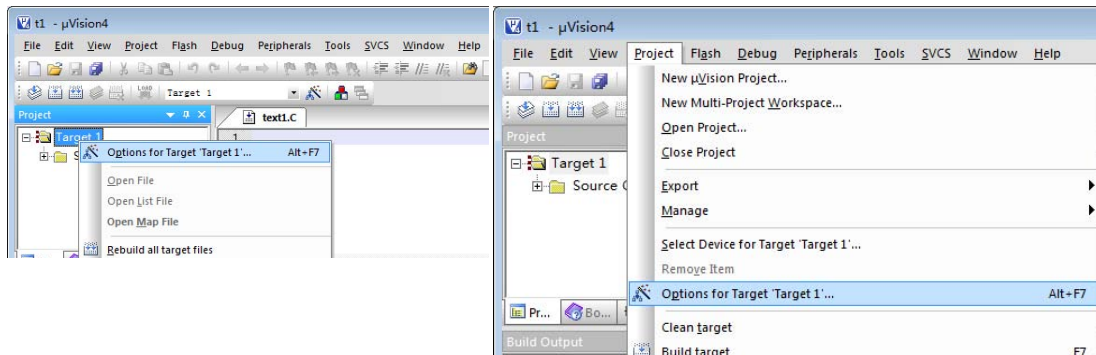 t1 - µVision4
File Edit View Project Flash Debug Peripherals Tools SVCS Window Help
Target 1
Project
text1.C
Target 1
1
Options for Target 'Target 1'... Alt+F7
Open File
Open List File
Open Map File
Rebuild all target files
t1 - µVision4
File Edit View Project Flash Debug Peripherals Tools SVCS Window Help
New µVision Project...
New Multi-Project Workspace...
Open Project...
Close Project
Project
Target 1
Source
Export
Manage
Select Device for Target 'Target 1'...
Remove Item
Options for Target 'Target 1'... Alt+F7
Pr... Bo...
Clean target
Build Output
Build target F7